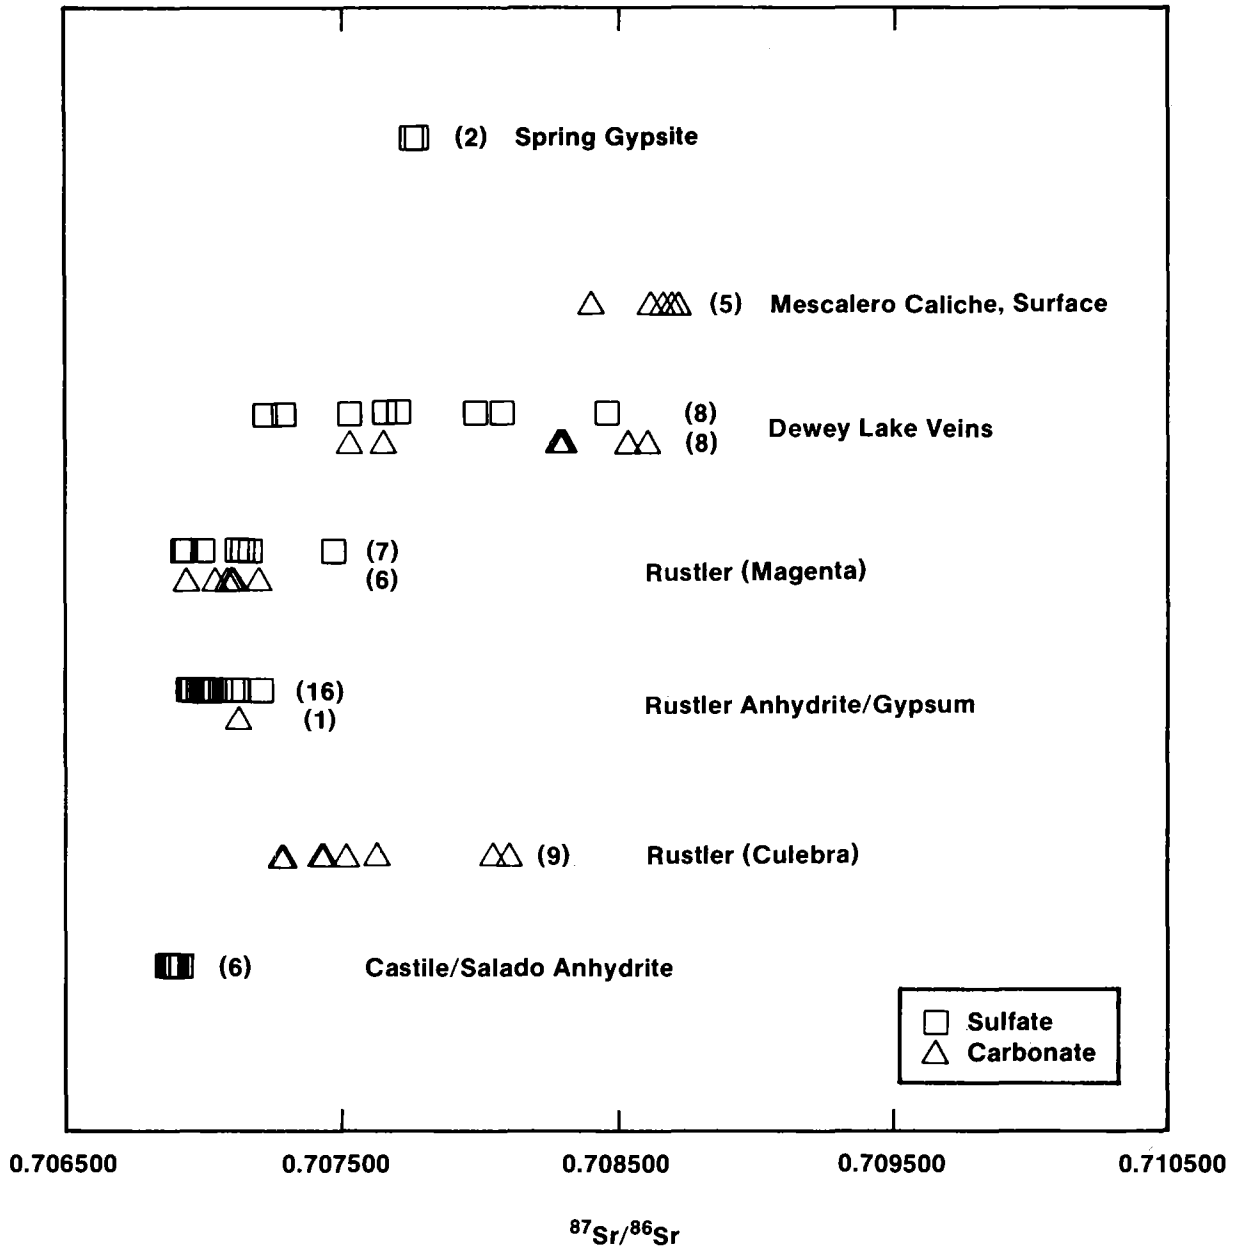 (2) Spring Gypsite
(5) Mescalero Caliche, Surface
(8)
Dewey Lake Veins
(8)
(7)
Rustler (Magenta)
(6)
(16)
Rustler Anhydrite/Gypsum
(1)
(9) Rustler (Culebra)
(6) Castile/Salado Anhydrite
Sulfate
Carbonate
0.706500 0.707500 0.708500 0.709500 0.710500
⁸⁷Sr/⁸⁶Sr